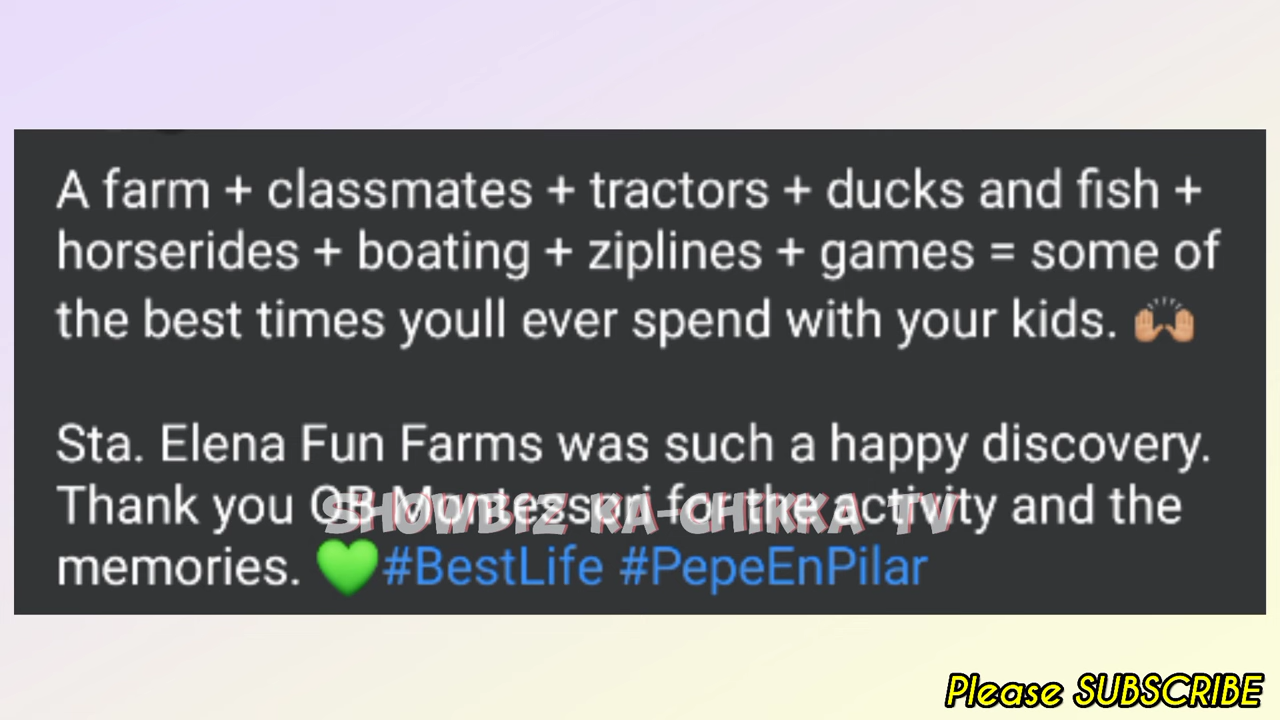 A farm + classmates + tractors + ducks and fish +
horserides + boating + ziplines + games = some of
the best times youll ever spend with your kids. 🙌🏼
Sta. Elena Fun Farms was such a happy discovery.
Thank you OB Montessori for the activity and the
SHOWBIZ KA-CHIKKA TV
memories. 💚#BestLife #PepeEnPilar
Please SUBSCRIBE